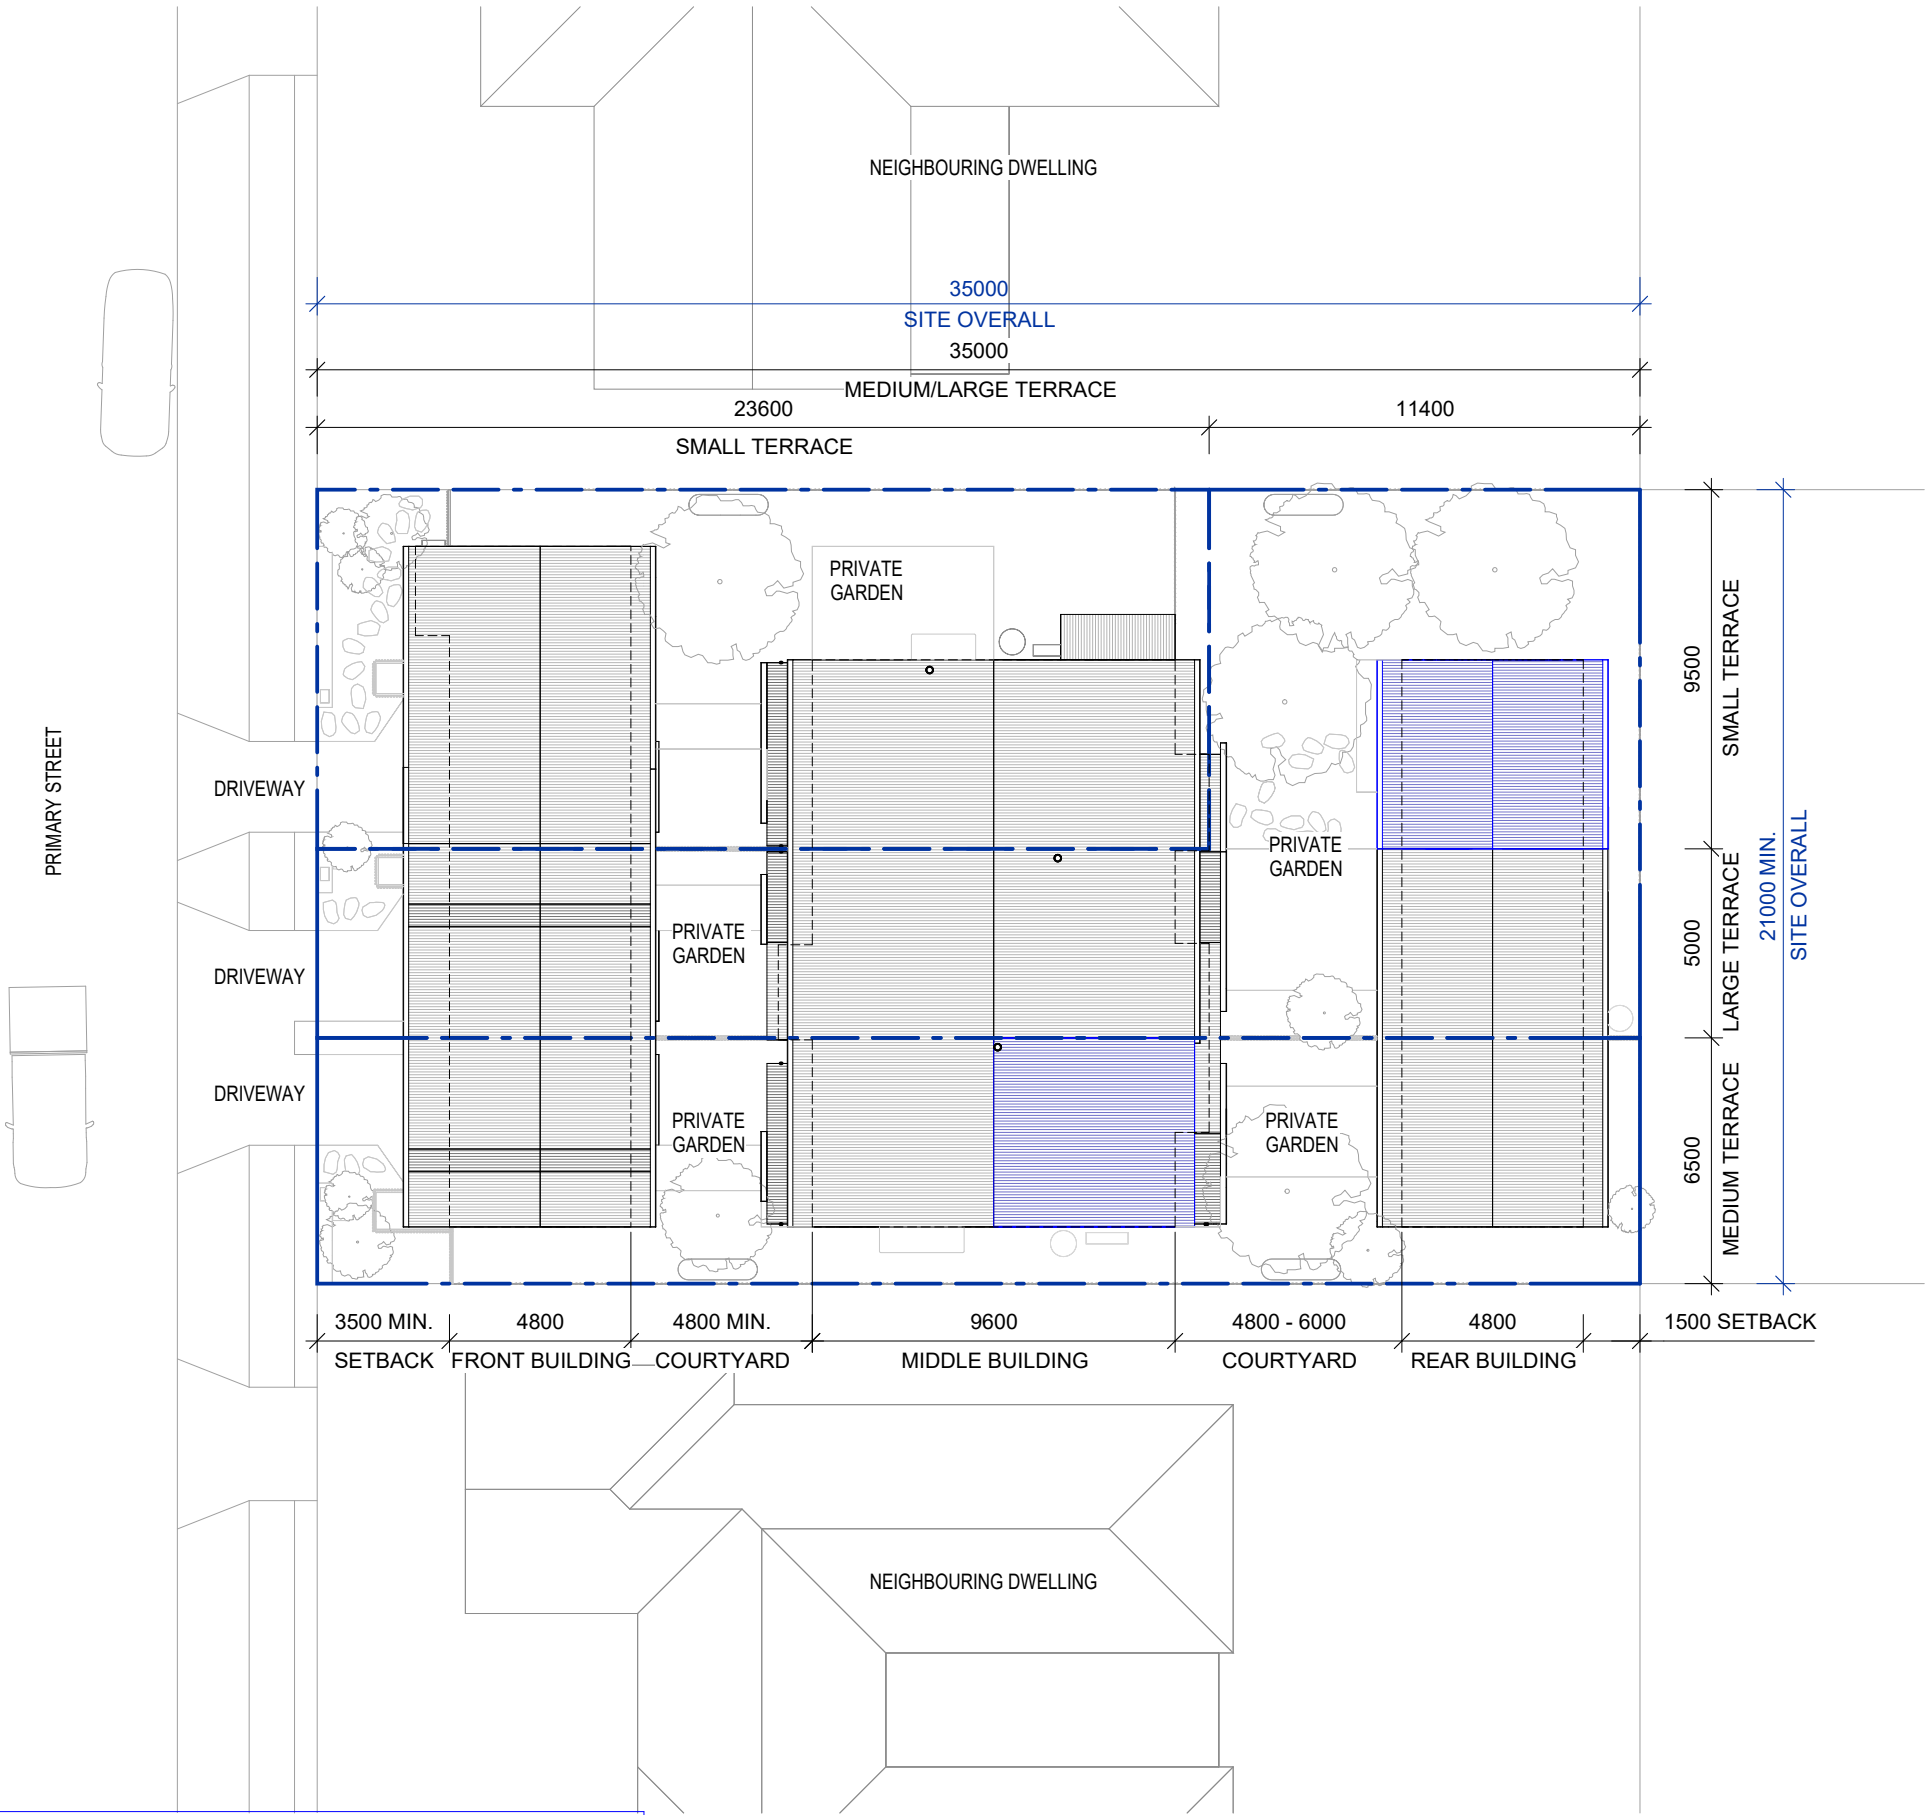 NEIGHBOURING DWELLING
35000
SITE OVERALL
35000
MEDIUM/LARGE TERRACE
23600
11400
SMALL TERRACE
PRIVATE
GARDEN
SMALL TERRACE
9500
PRIMARY STREET
DRIVEWAY
PRIVATE
GARDEN
21000 MIN.
SITE OVERALL
LARGE TERRACE
5000
PRIVATE
GARDEN
DRIVEWAY
DRIVEWAY
PRIVATE
GARDEN
PRIVATE
GARDEN
MEDIUM TERRACE
6500
3500 MIN.
4800
4800 MIN.
9600
4800 - 6000
4800
1500 SETBACK
SETBACK
FRONT BUILDING
COURTYARD
MIDDLE BUILDING
COURTYARD
REAR BUILDING
NEIGHBOURING DWELLING